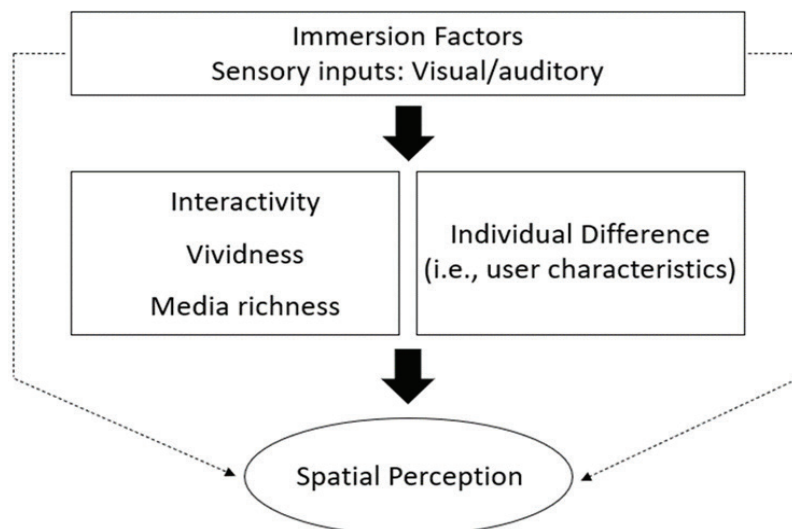 Immersion Factors
Sensory inputs: Visual/auditory
Interactivity
Vividness
Media richness
Individual Difference
(i.e., user characteristics)
Spatial Perception